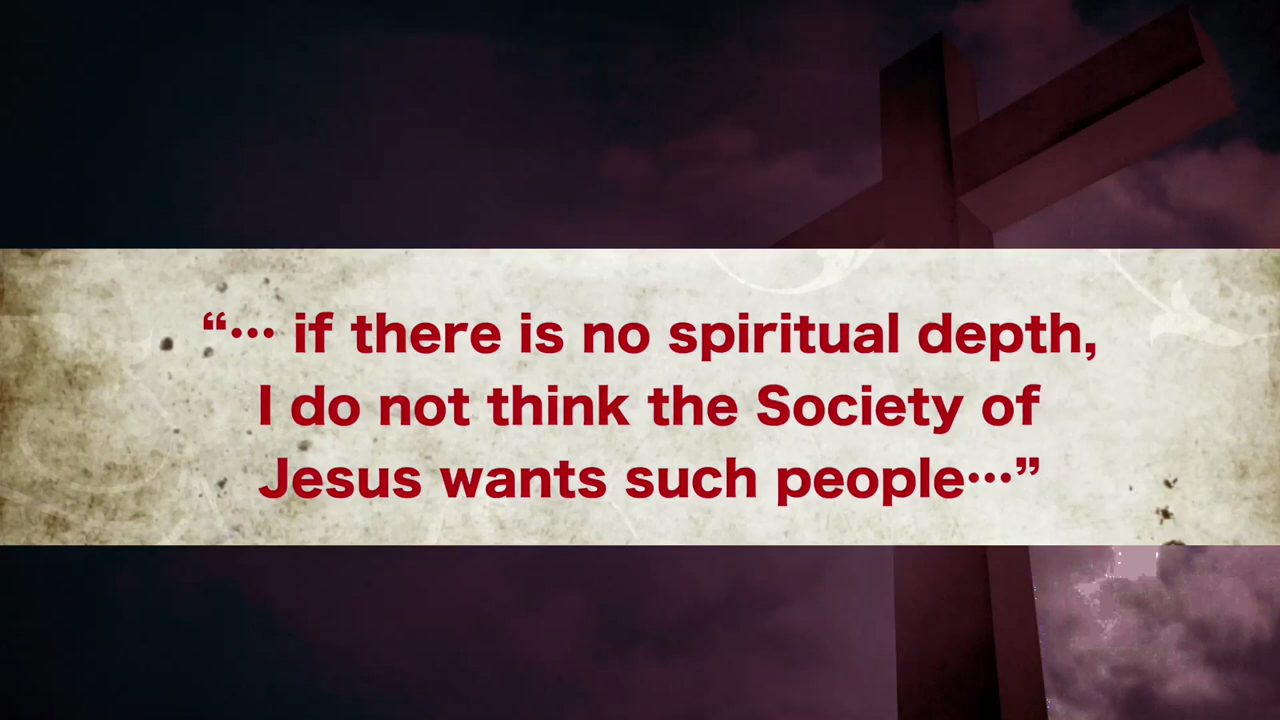 “··· if there is no spiritual depth,
I do not think the Society of
Jesus wants such people···”